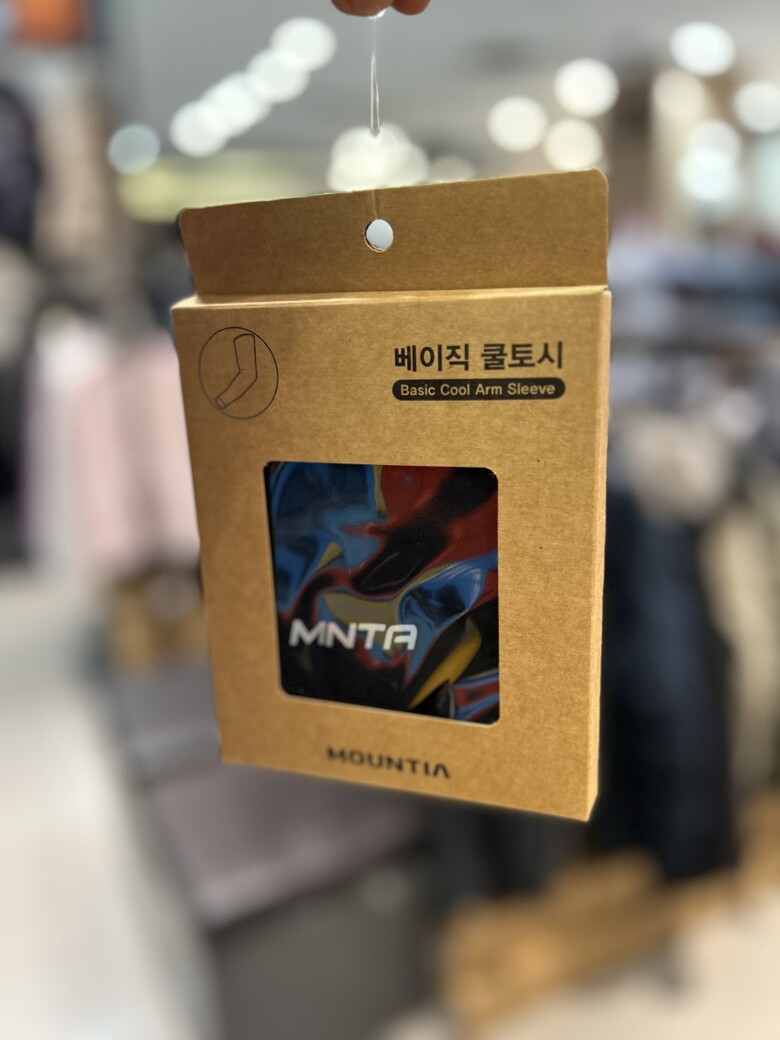 베이직 쿨토시
Basic Cool Arm Sleeve
MNTA
MOUNTIA